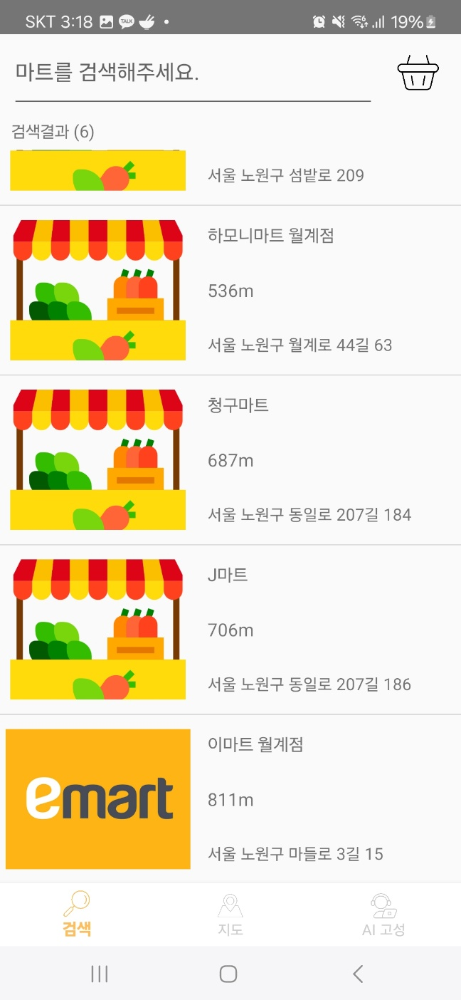 SKT 3:18
TALK
19%
마트를 검색해주세요.
검색결과 (6)
서울 노원구 섬밭로 209
하모니마트 월계점
536m
서울 노원구 월계로 44길 63
청구마트
687m
서울 노원구 동일로 207길 184
J마트
706m
서울 노원구 동일로 207길 186
emart
이마트 월계점
811m
서울 노원구 마들로 3길 15
검색
지도
AI 고성